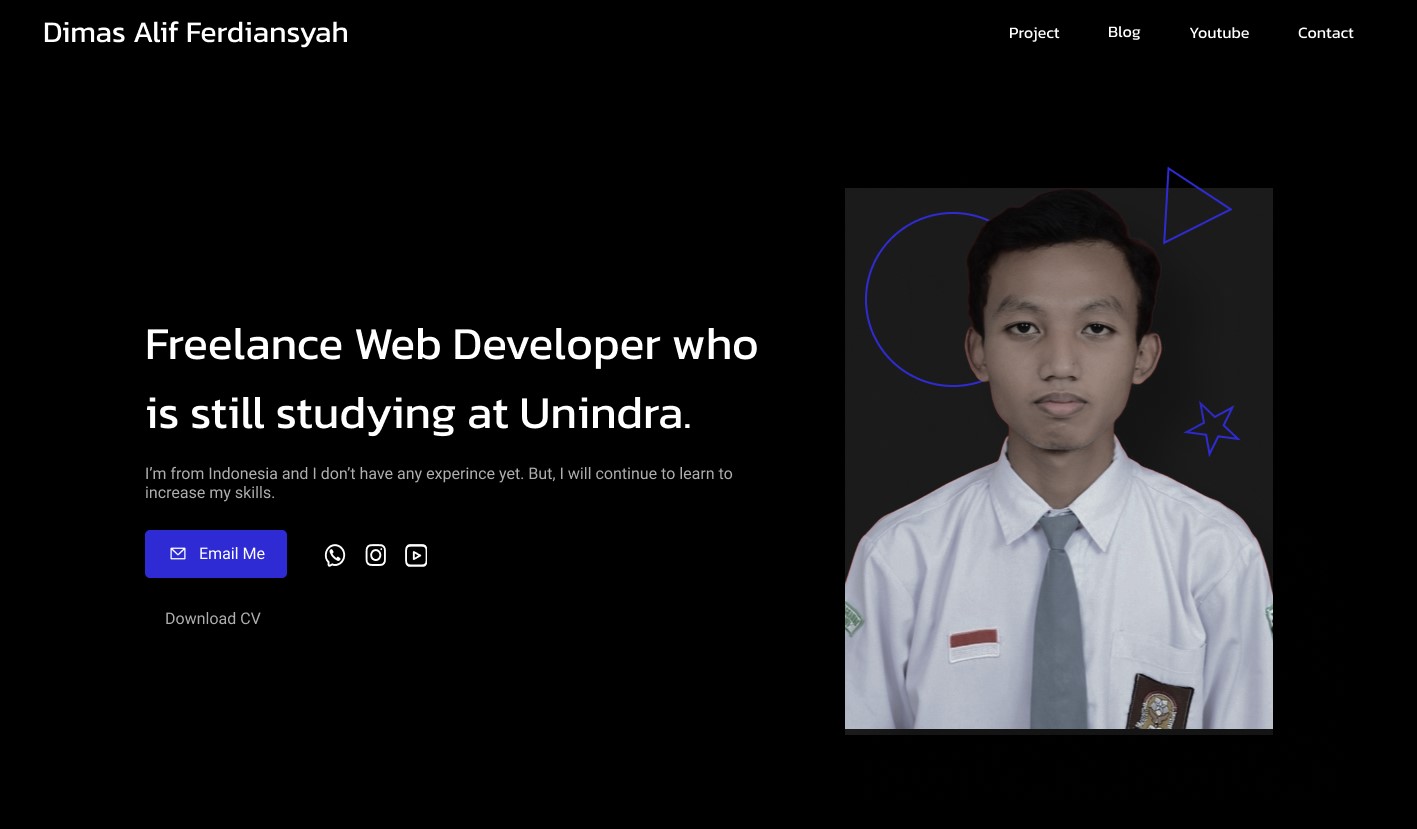 Dimas Alif Ferdiansyah
Project
Blog
Youtube
Contact
Freelance Web Developer who
is still studying at Unindra.
I’m from Indonesia and I don’t have any experince yet. But, I will continue to learn to
increase my skills.
Email Me
Download CV